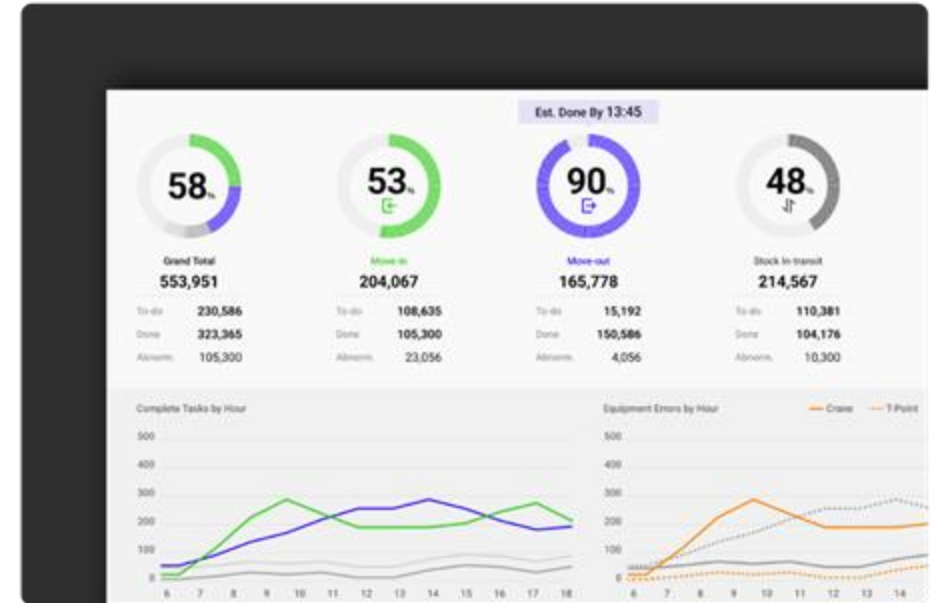 Est. Done By 13:45
58%
53%
90%
48%
Grand Total
Move-in
Move-out
Stock In-transit
553,951
204,067
165,778
214,567
To-do 230,586
To-do 108,635
To-do 15,192
To-do 110,381
Done 323,365
Done 105,300
Done 150,586
Done 104,176
Abnorm. 105,300
Abnorm. 23,056
Abnorm. 4,056
Abnorm. 10,300
Complete Tasks by Hour
500
400
300
200
100
0
6 7 8 9 10 11 12 13 14 15 16 17 18
Equipment Errors by Hour
Crane
T-Point
500
400
300
200
100
0
6 7 8 9 10 11 12 13 14